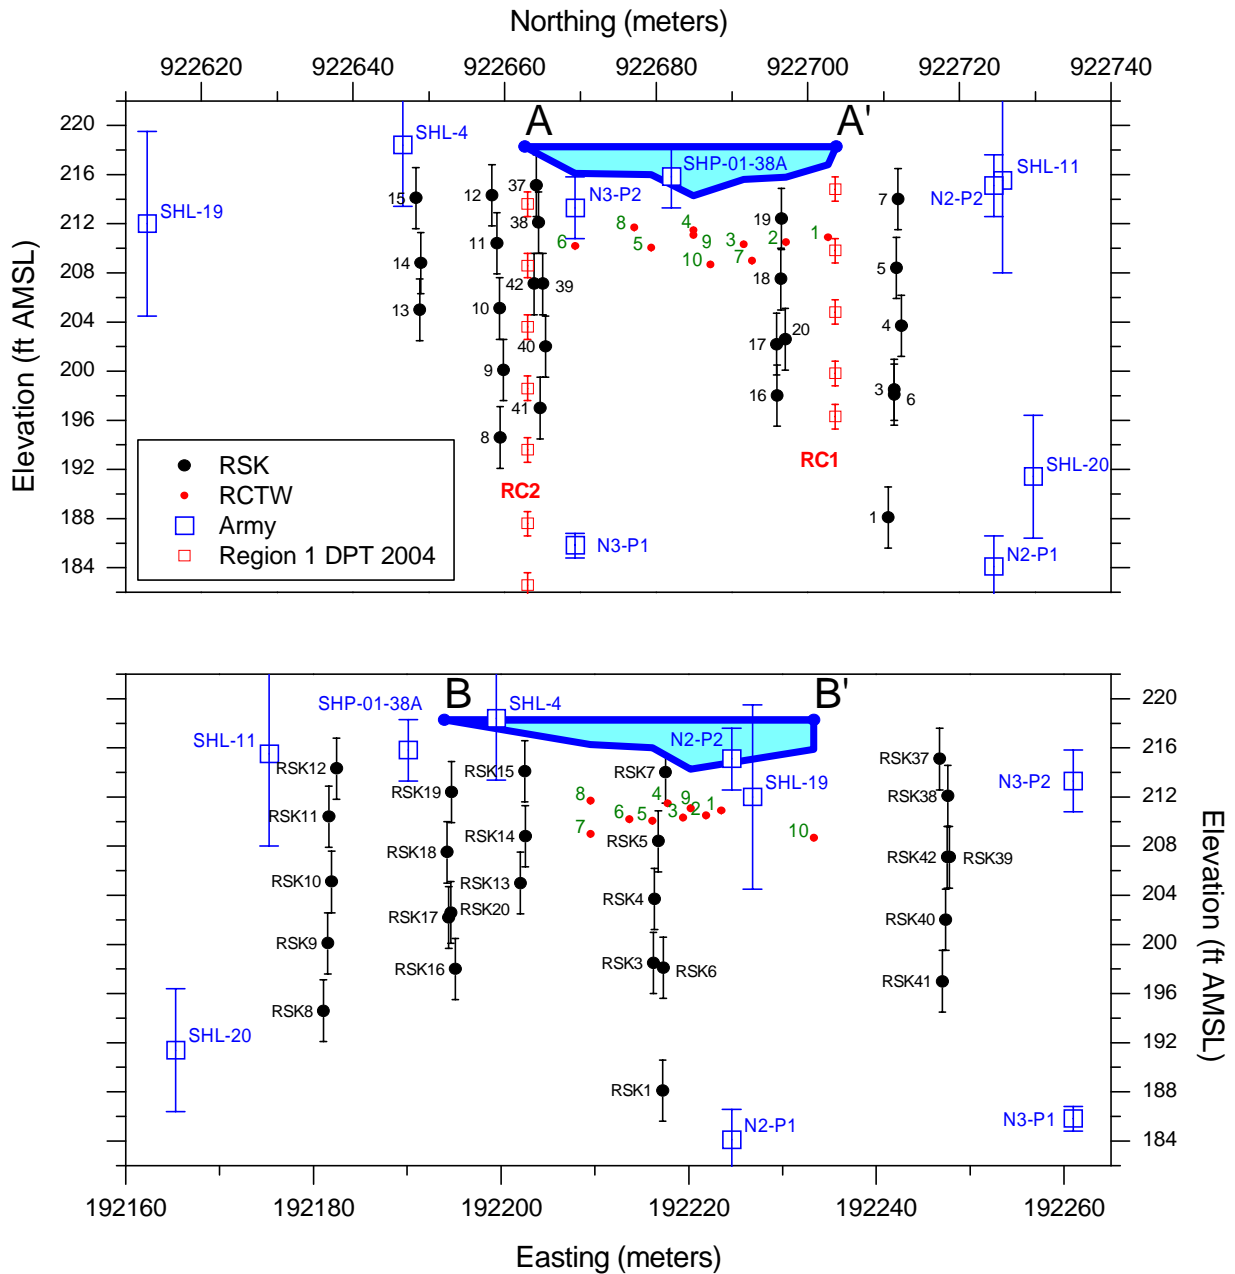 Northing (meters)
922620 922640 922660 922680 922700 922720 922740
A A'
220
216
212
208
204
200
196
192
188
184
Elevation (ft AMSL)
SHL-19
SHL-4
15
14
13
12
11
10
9
8
37
38
42 39
40
41
N3-P2
SHP-01-38A
6
8
5
4
9
10
3
7
2
1
19
18
17 20
16
RC2
RC1
N3-P1
7
5
4
3
6
1
N2-P2
SHL-11
SHL-20
N2-P1
RSK
RCTW
Army
Region 1 DPT 2004
B B'
SHP-01-38A
SHL-4
SHL-11
RSK12
RSK11
RSK10
RSK9
RSK8
SHL-20
RSK19
RSK18
RSK17 RSK20
RSK16
RSK15
RSK14
RSK13
8
7
6
5
4
3
9
2
1
10
N2-P2
RSK7
RSK5
RSK4
RSK3 RSK6
RSK1
SHL-19
N2-P1
RSK37
RSK38
RSK42 RSK39
RSK40
RSK41
N3-P2
N3-P1
220
216
212
208
204
200
196
192
188
184
Elevation (ft AMSL)
192160 192180 192200 192220 192240 192260
Easting (meters)